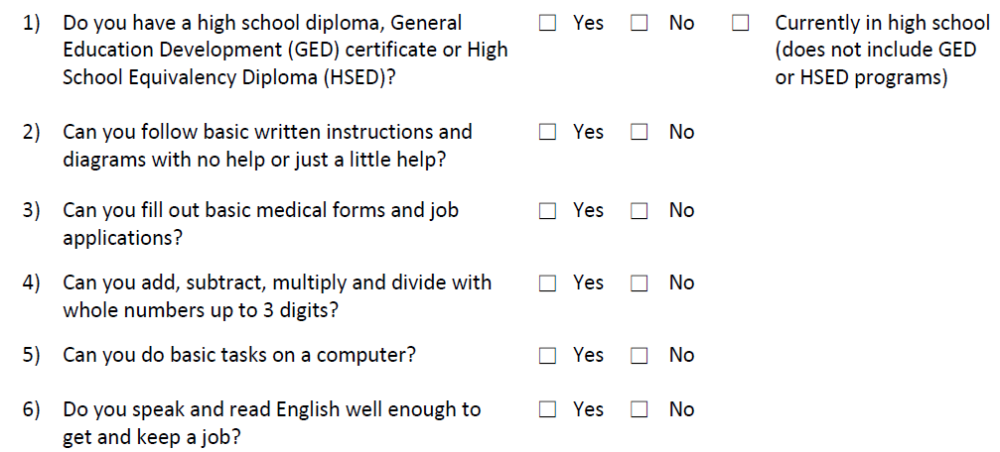 1) Do you have a high school diploma, General ☐ Yes ☐ No ☐ Currently in high school
Education Development (GED) certificate or High (does not include GED
School Equivalency Diploma (HSED)? or HSED programs)
2) Can you follow basic written instructions and ☐ Yes ☐ No
diagrams with no help or just a little help?
3) Can you fill out basic medical forms and job ☐ Yes ☐ No
applications?
4) Can you add, subtract, multiply and divide with ☐ Yes ☐ No
whole numbers up to 3 digits?
5) Can you do basic tasks on a computer? ☐ Yes ☐ No
6) Do you speak and read English well enough to ☐ Yes ☐ No
get and keep a job?